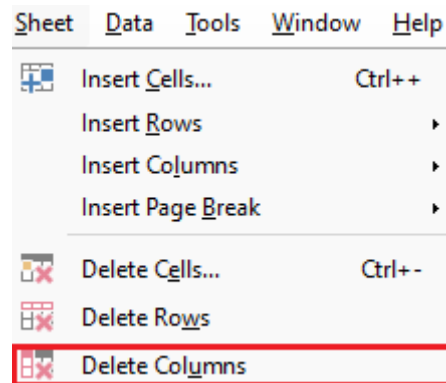 Sheet Data Tools Window Help
Insert Cells... Ctrl++
Insert Rows
Insert Columns
Insert Page Break
Delete Cells... Ctrl+-
Delete Rows
Delete Columns